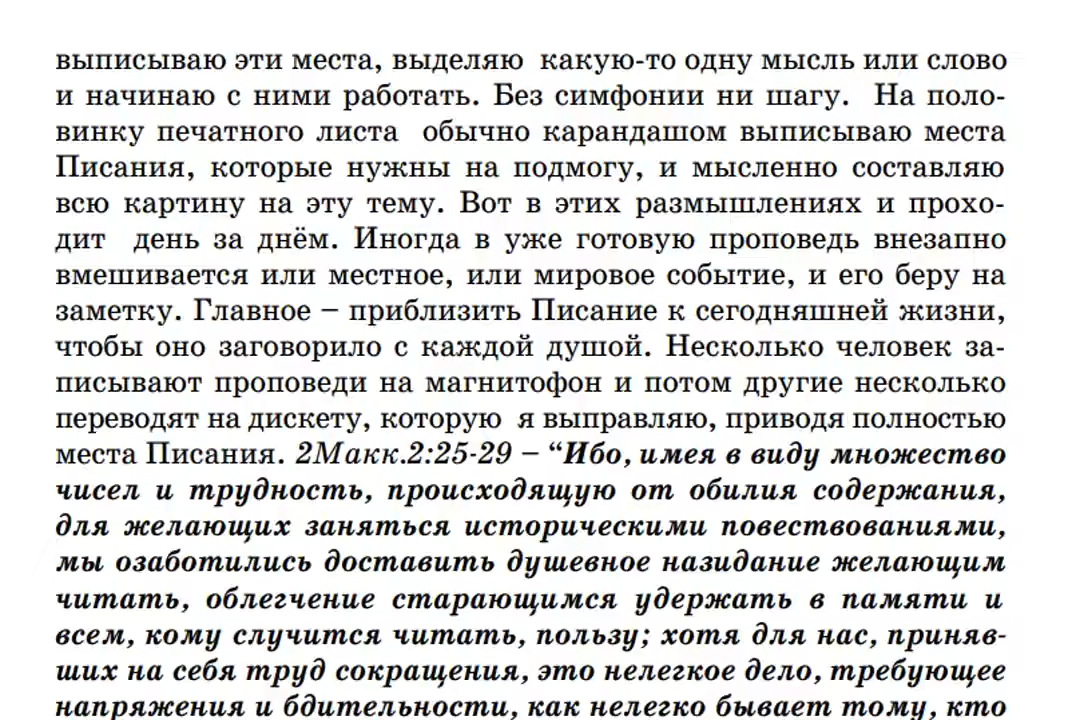 выписываю эти места, выделяю какую-то одну мысль или слово
и начинаю с ними работать. Без симфонии ни шагу. На поло-
винку печатного листа обычно карандашом выписываю места
Писания, которые нужны на подмогу, и мысленно составляю
всю картину на эту тему. Вот в этих размышлениях и прохо-
дит день за днём. Иногда в уже готовую проповедь внезапно
вмешивается или местное, или мировое событие, и его беру на
заметку. Главное – приблизить Писание к сегодняшней жизни,
чтобы оно заговорило с каждой душой. Несколько человек за-
писывают проповеди на магнитофон и потом другие несколько
переводят на дискету, которую я выправляю, приводя полностью
места Писания. 2Макк.2:25-29 – “Ибо, имея в виду множество
чисел и трудность, происходящую от обилия содержания,
для желающих заняться историческими повествованиями,
мы озаботились доставить душевное назидание желающим
читать, облегчение старающимся удержать в памяти и
всем, кому случится читать, пользу; хотя для нас, приняв-
ших на себя труд сокращения, это нелегкое дело, требующее
напряжения и бдительности, как нелегко бывает тому, кто